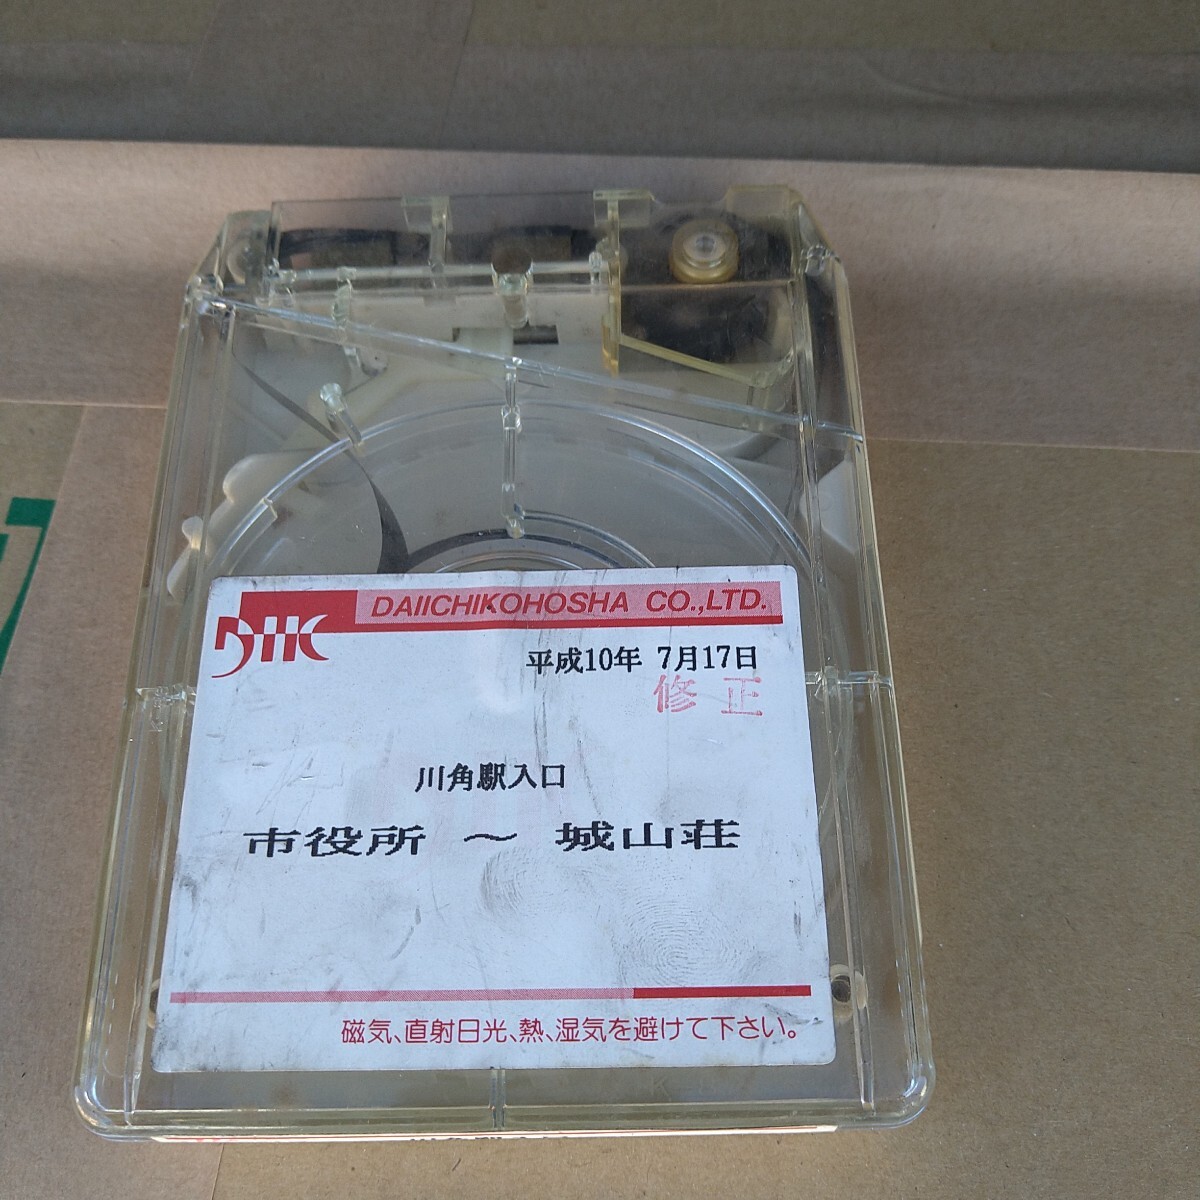 DIIC
DAIICHIKOHOSHA CO.,LTD.
平成10年 7月17日
修正
川角駅入口
市役所 ～ 城山荘
磁気、直射日光、熱、湿気を避けて下さい。